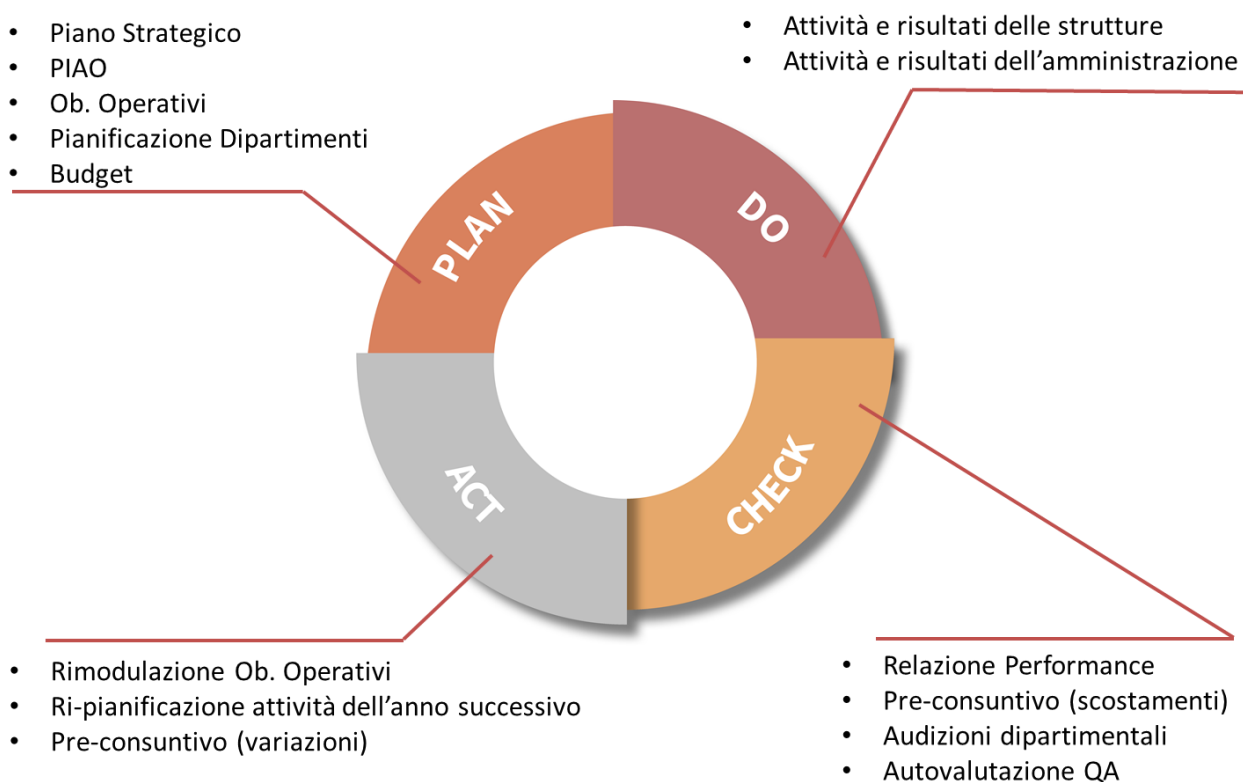 • Piano Strategico
• PIAO
• Ob. Operativi
• Pianificazione Dipartimenti
• Budget
• Attività e risultati delle strutture
• Attività e risultati dell’amministrazione
PLAN
DO
CHECK
ACT
• Rimodulazione Ob. Operativi
• Ri-pianificazione attività dell’anno successivo
• Pre-consuntivo (variazioni)
• Relazione Performance
• Pre-consuntivo (scostamenti)
• Audizioni dipartimentali
• Autovalutazione QA